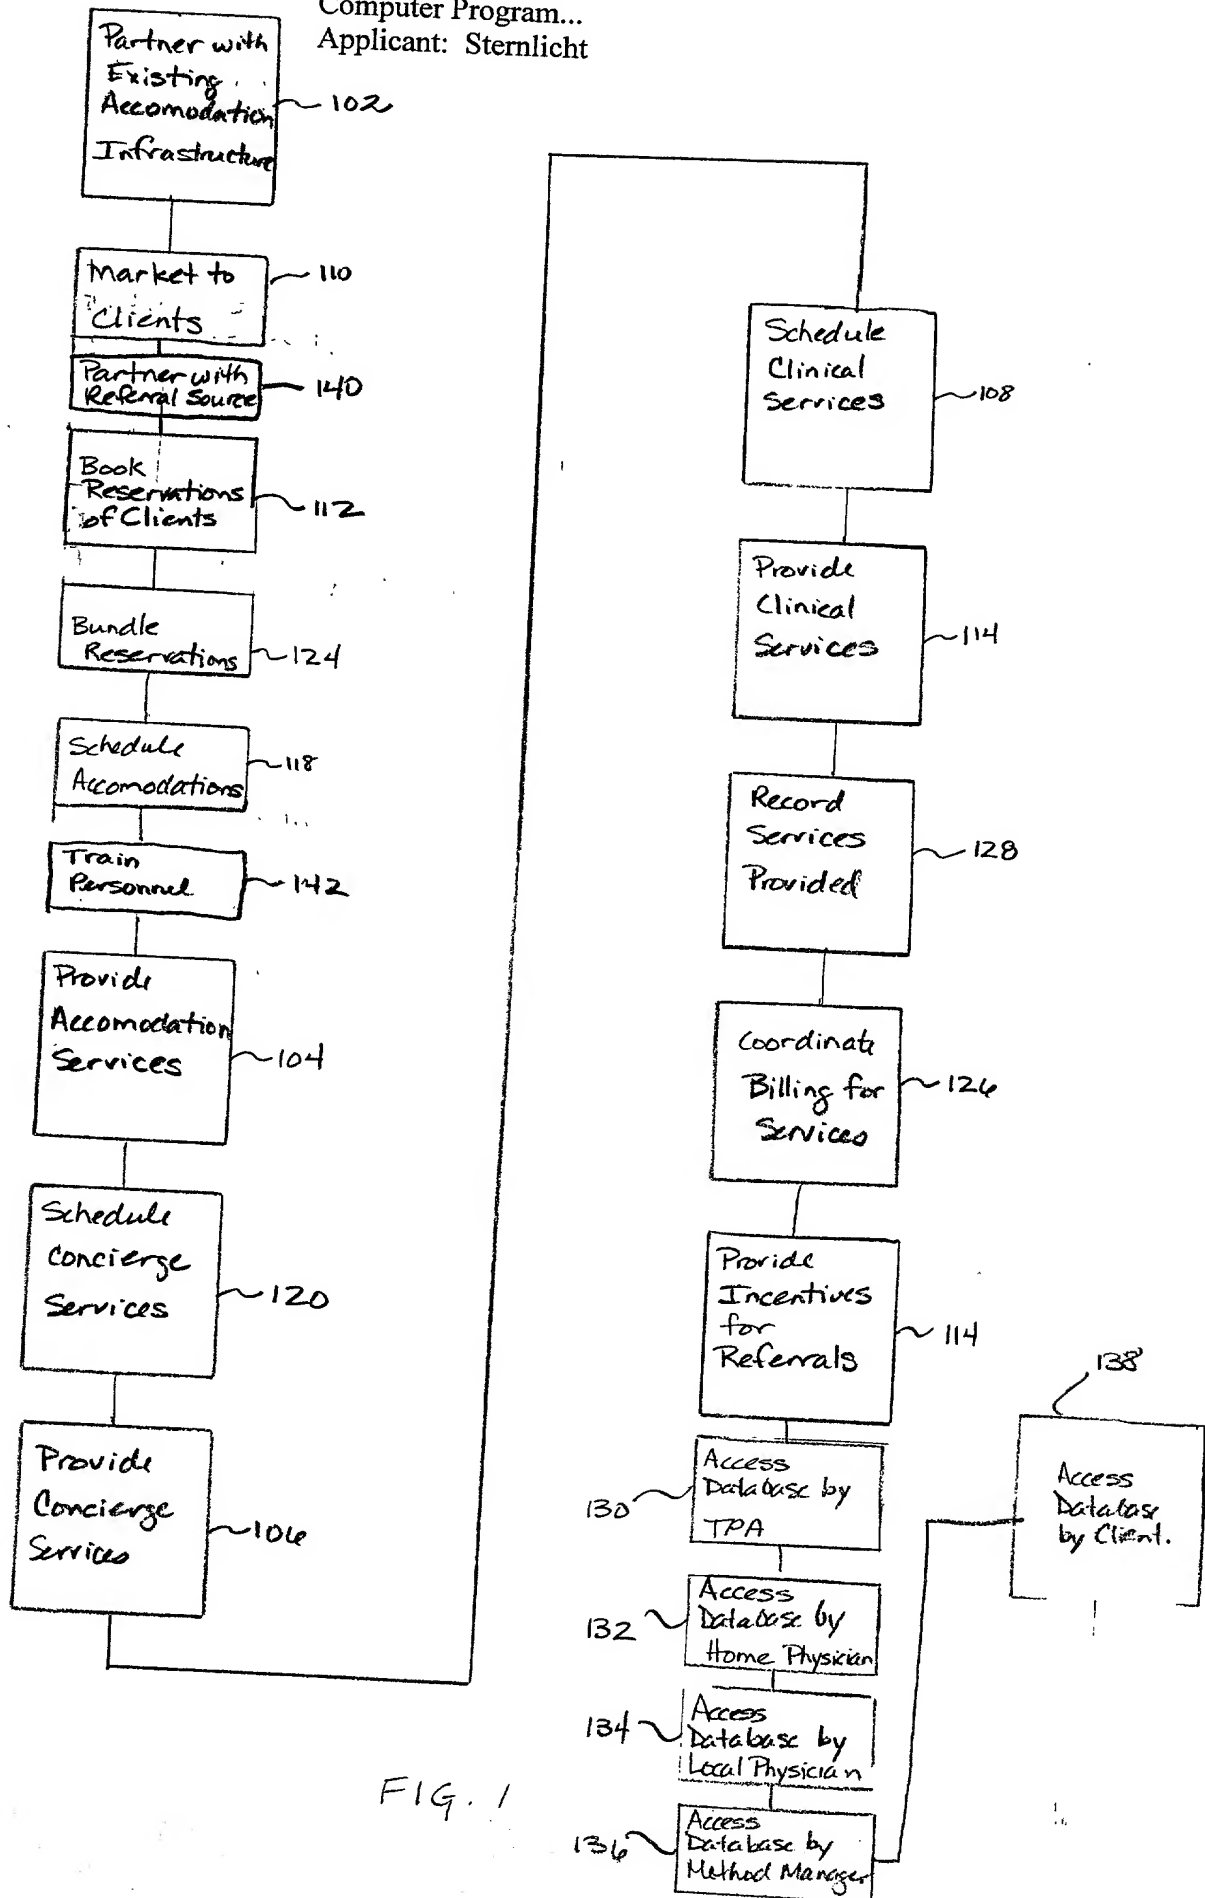 Computer Program...
Applicant: Sternlicht
Partner with
Existing
Accomodation
Infrastructure
102
Market to
Clients
110
Partner with
Referral Source
140
Book
Reservations
of Clients
112
Bundle
Reservations
124
Schedule
Accomodations
118
Train
Personnel
142
Provide
Accomodation
Services
104
Schedule
Concierge
Services
120
Provide
Concierge
Services
106
Schedule
Clinical
Services
108
Provide
Clinical
Services
114
Record
Services
Provided
128
Coordinate
Billing for
Services
126
Provide
Incentives
for
Referrals
114
Access
Database by
TPA
130
Access
Database by
Home Physician
132
Access
Database by
Local Physician
134
Access
Database by
Method Manager
136
138
Access
Database
by Client.
FIG. 1